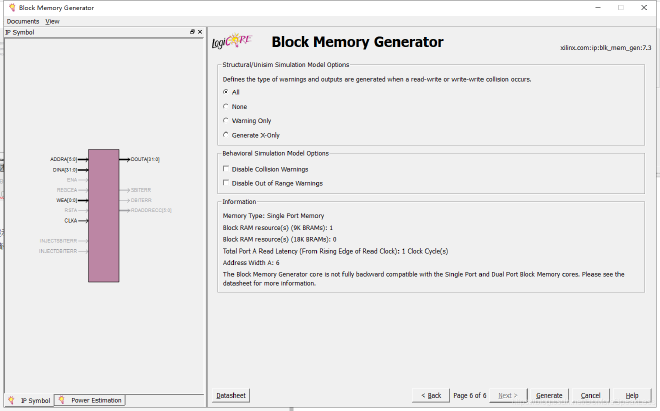 Block Memory Generator
Documents View
IP Symbol
ADDRA[5:0]
DINA[31:0]
ENA
REGCEA
WEA[0:0]
RSTA
CLKA
INJECTSBITERR
INJECTDBITERR
DOUTA[31:0]
SBITERR
DBITERR
RDADDRECC[5:0]
IP Symbol
Power Estimation
LogiCORE
Block Memory Generator
xilinx.com:ip:blk_mem_gen:7.3
Structural/Unisim Simulation Model Options
Defines the type of warnings and outputs are generated when a read-write or write-write collision occurs.
All
None
Warning Only
Generate X-Only
Behavioral Simulation Model Options
Disable Collision Warnings
Disable Out of Range Warnings
Information
Memory Type: Single Port Memory
Block RAM resource(s) (9K BRAMs): 1
Block RAM resource(s) (18K BRAMs): 0
Total Port A Read Latency (From Rising Edge of Read Clock): 1 Clock Cycle(s)
Address Width A: 6
The Block Memory Generator core is not fully backward compatible with the Single Port and Dual Port Block Memory cores. Please see the
datasheet for more information.
Datasheet
< Back
Page 6 of 6
Next >
Generate
Cancel
Help